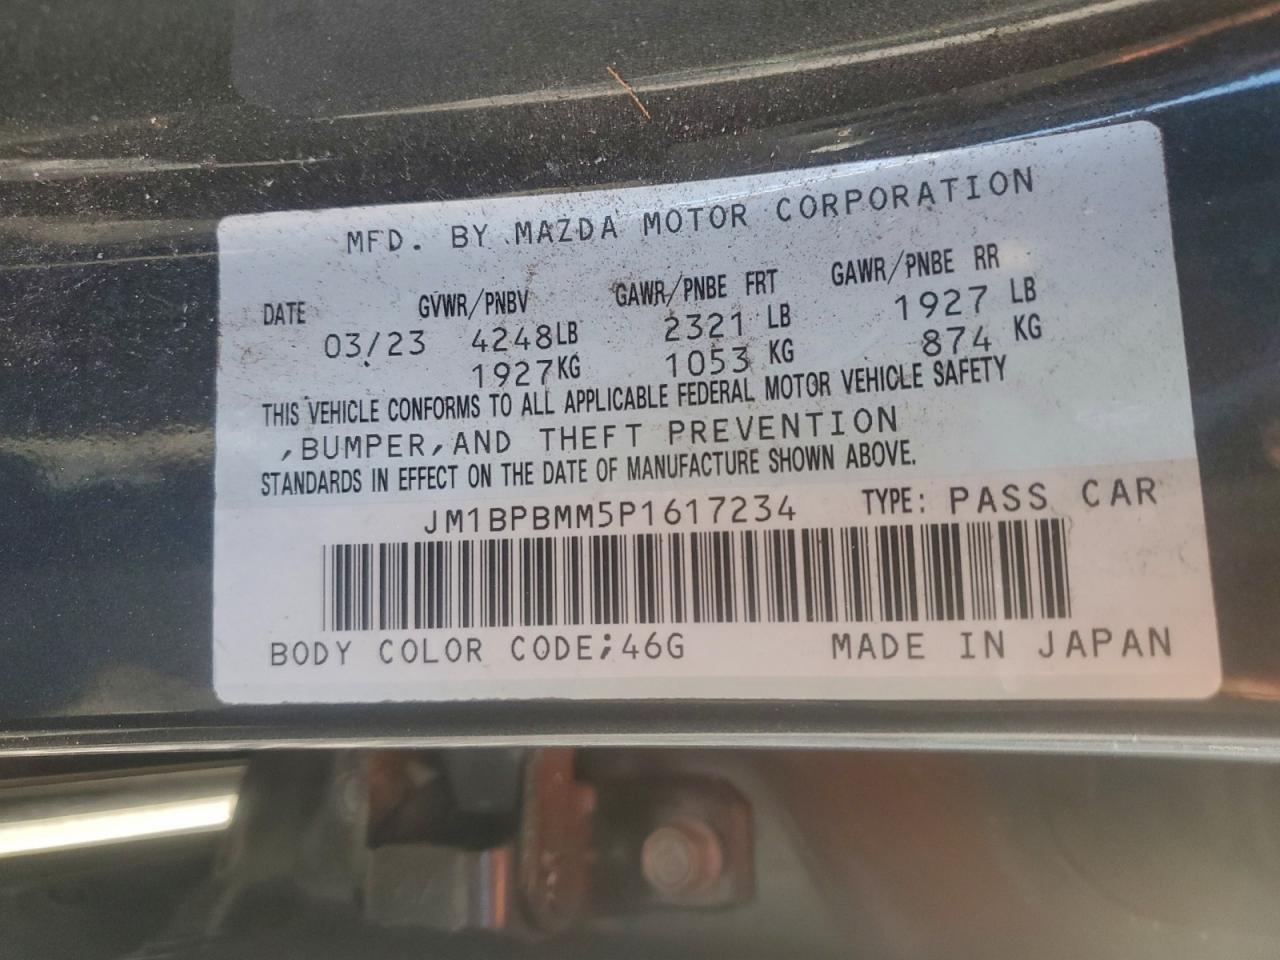 MFD. BY MAZDA MOTOR CORPORATION
DATE GVWR/PNBV GAWR/PNBE FRT GAWR/PNBE RR
03/23 4248LB 2321 LB 1927 LB
1927KG 1053 KG 874 KG
THIS VEHICLE CONFORMS TO ALL APPLICABLE FEDERAL MOTOR VEHICLE SAFETY
,BUMPER,AND THEFT PREVENTION
STANDARDS IN EFFECT ON THE DATE OF MANUFACTURE SHOWN ABOVE.
JM1BPBMM5P1617234 TYPE: PASS CAR
BODY COLOR CODE;46G MADE IN JAPAN